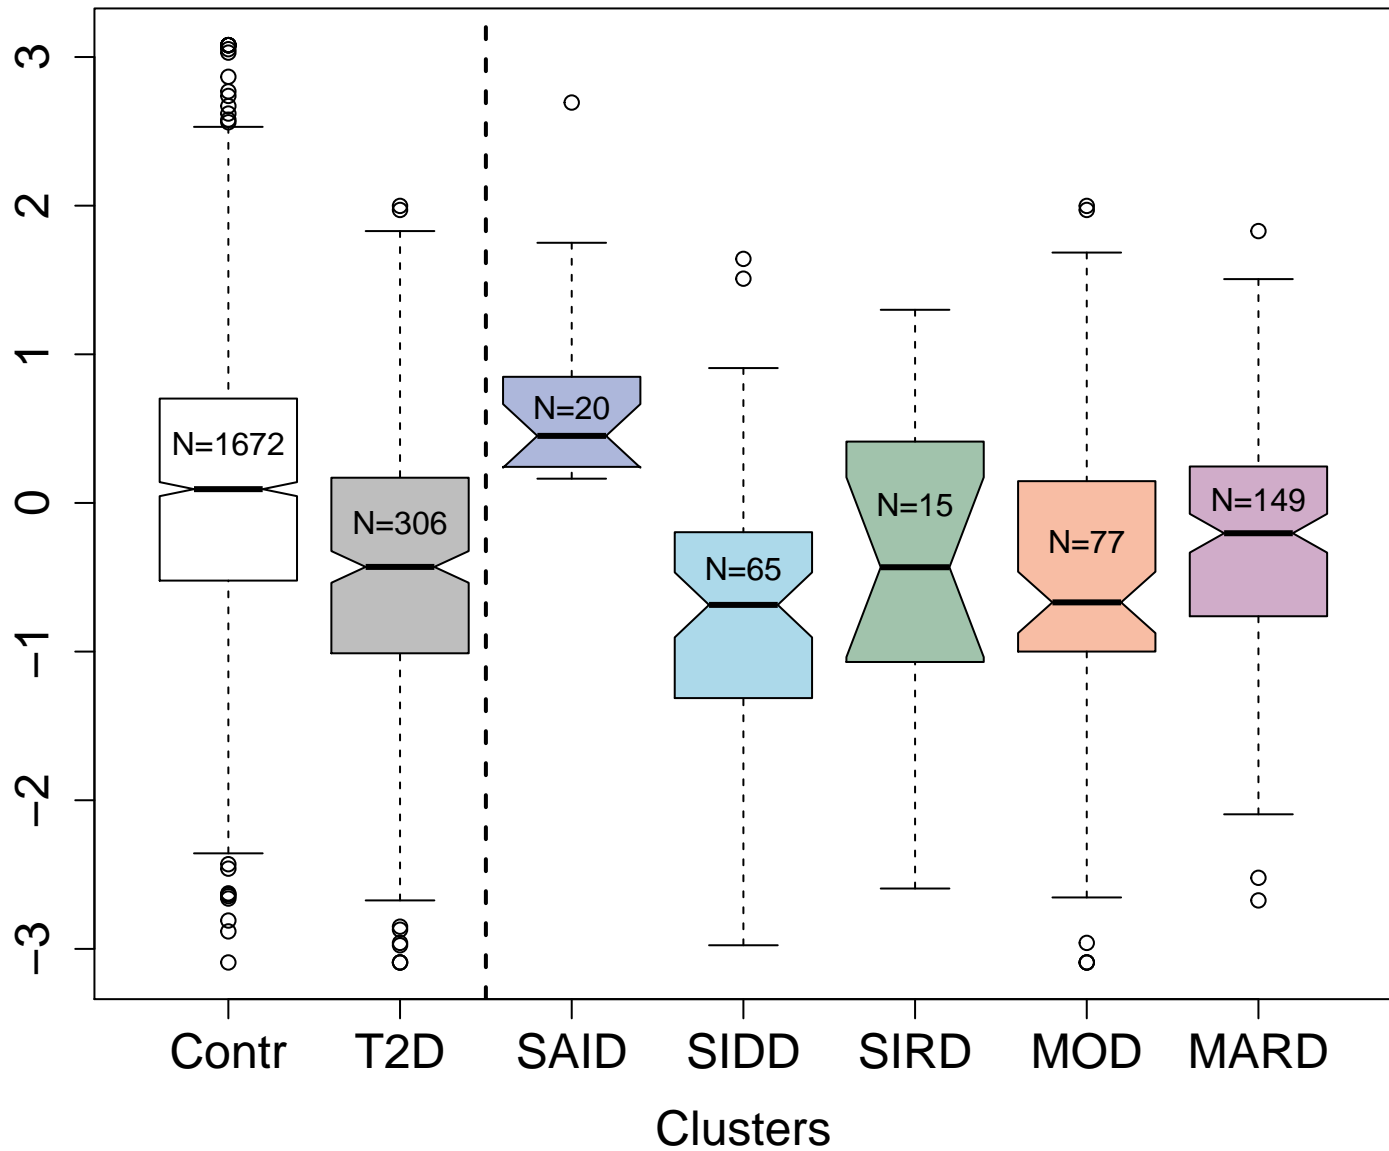 3
2
1
0
−1
−2
−3
N=1672
N=306
N=20
N=65
N=15
N=77
N=149
Contr T2D SAID SIDD SIRD MOD MARD
Clusters